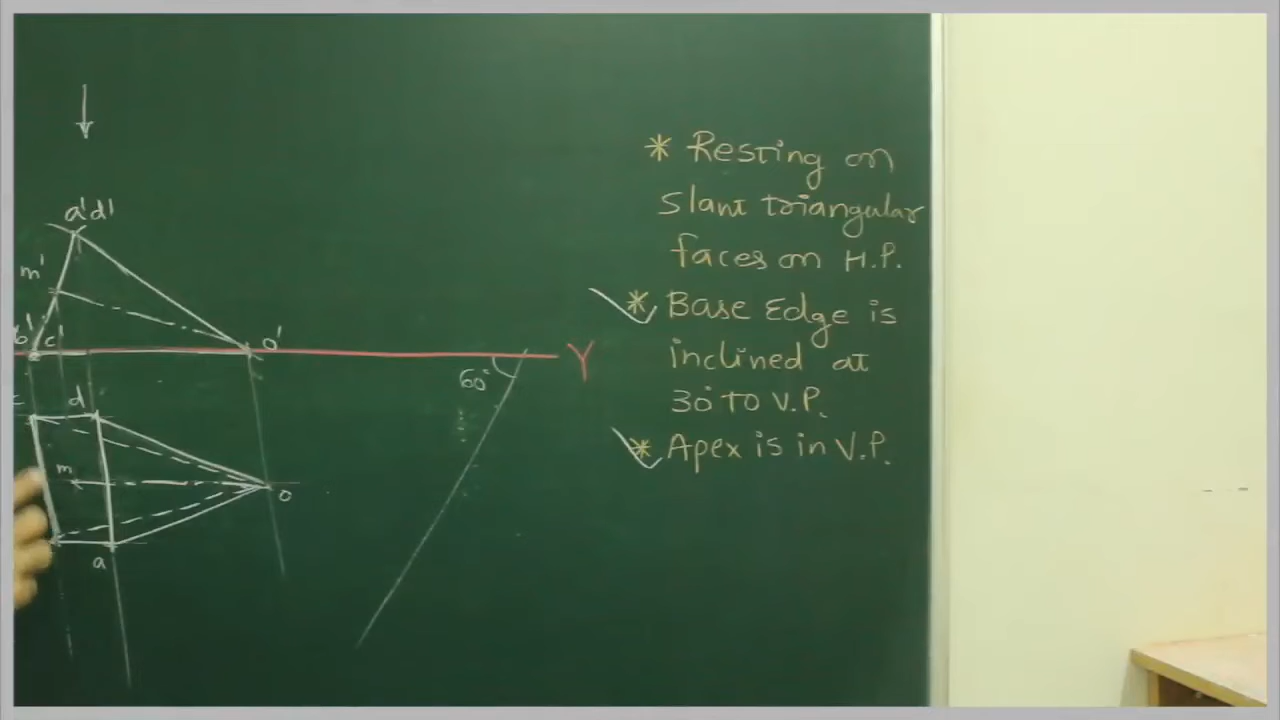 a'd'
m'
b' c'
o'
Y
60°
c
d
m
o
a
* Resting on
slant triangular
faces on H.P.
* Base Edge is
inclined at
30° TO V.P.
* Apex is in V.P.